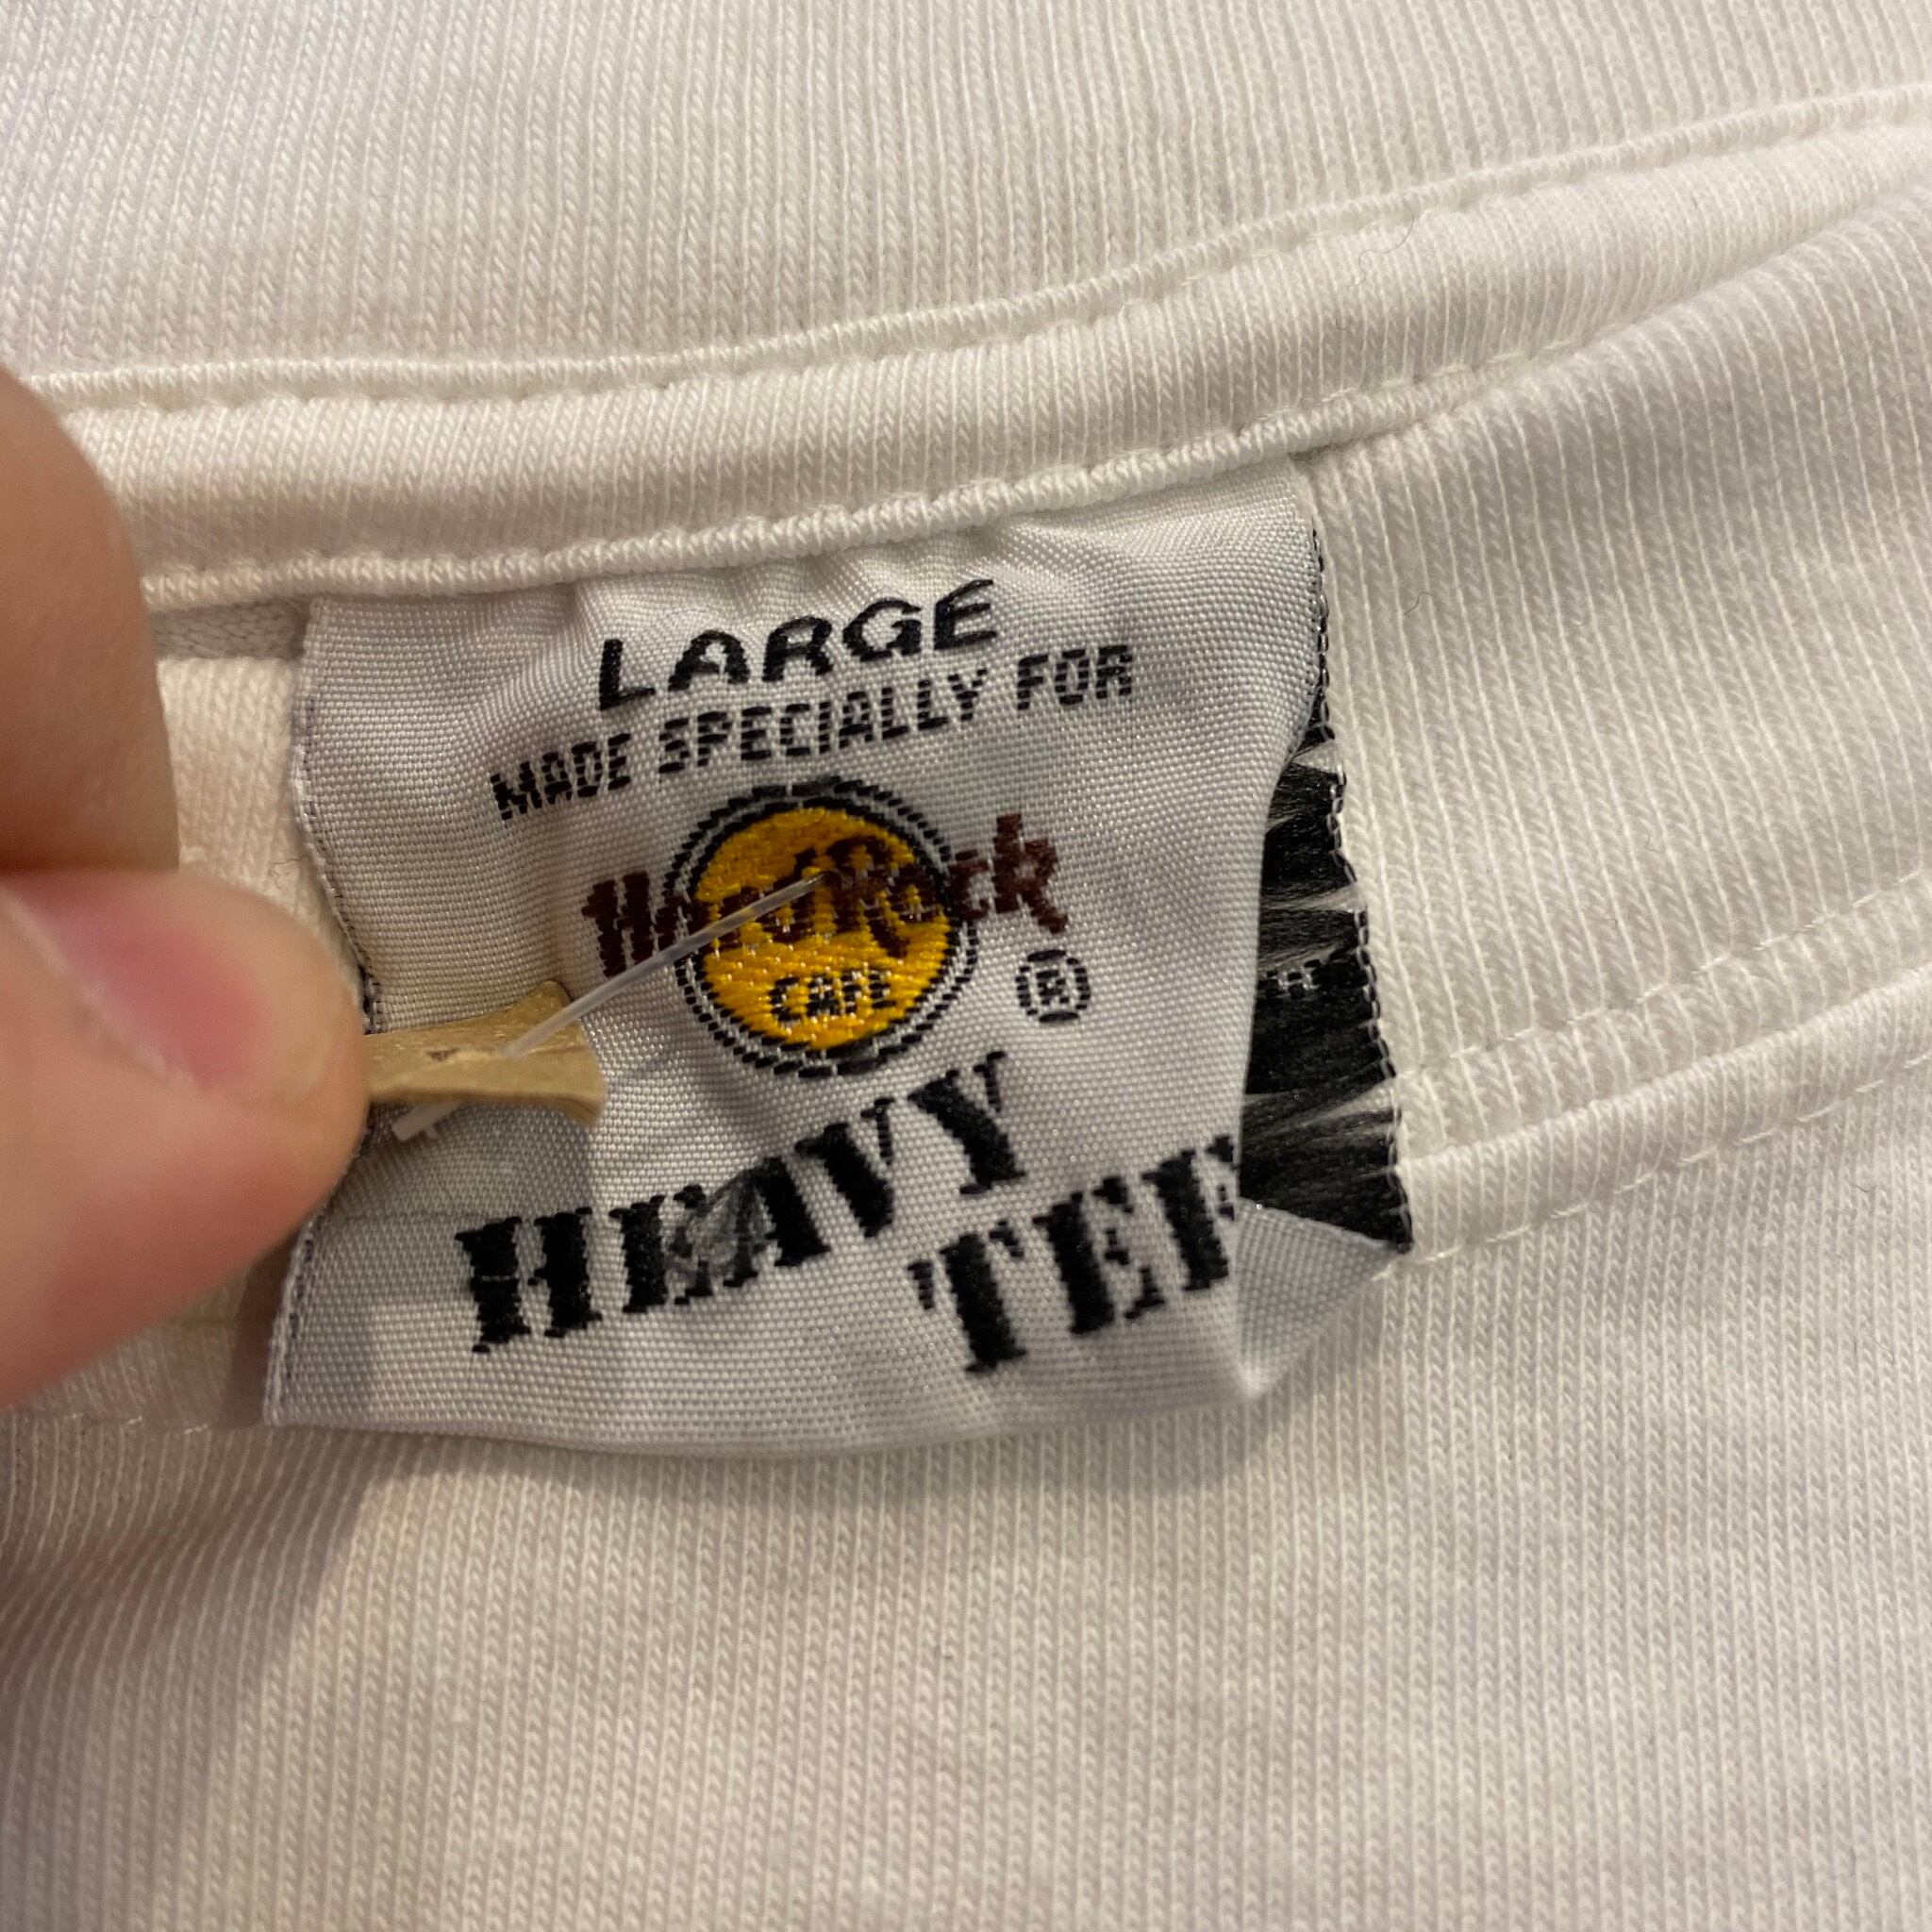 LARGE
MADE SPECIALLY FOR
Hard Rock
CAFE
®
HEAVY
TEE